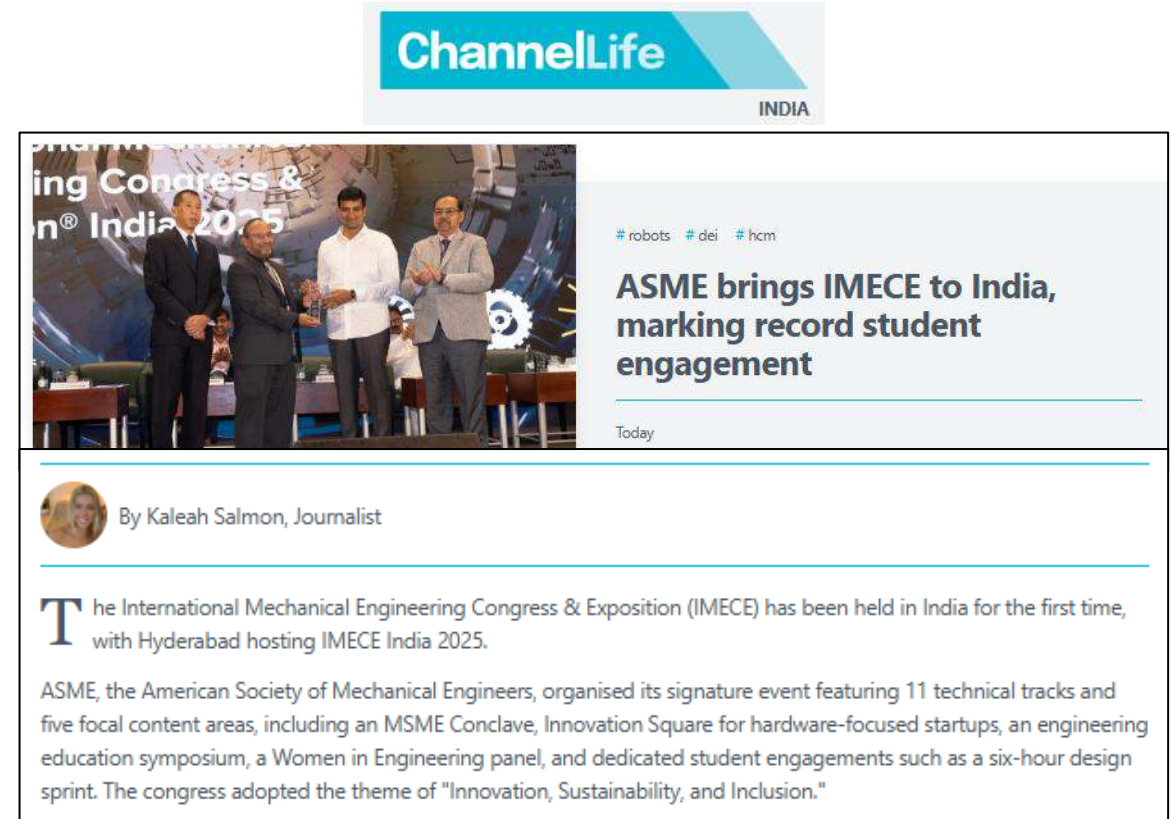 ChannelLife
INDIA
ing Congress &
n® India 2025
# robots # dei # hcm
ASME brings IMECE to India,
marking record student
engagement
Today
By Kaleah Salmon, Journalist
The International Mechanical Engineering Congress & Exposition (IMECE) has been held in India for the first time,
with Hyderabad hosting IMECE India 2025.
ASME, the American Society of Mechanical Engineers, organised its signature event featuring 11 technical tracks and
five focal content areas, including an MSME Conclave, Innovation Square for hardware-focused startups, an engineering
education symposium, a Women in Engineering panel, and dedicated student engagements such as a six-hour design
sprint. The congress adopted the theme of "Innovation, Sustainability, and Inclusion."